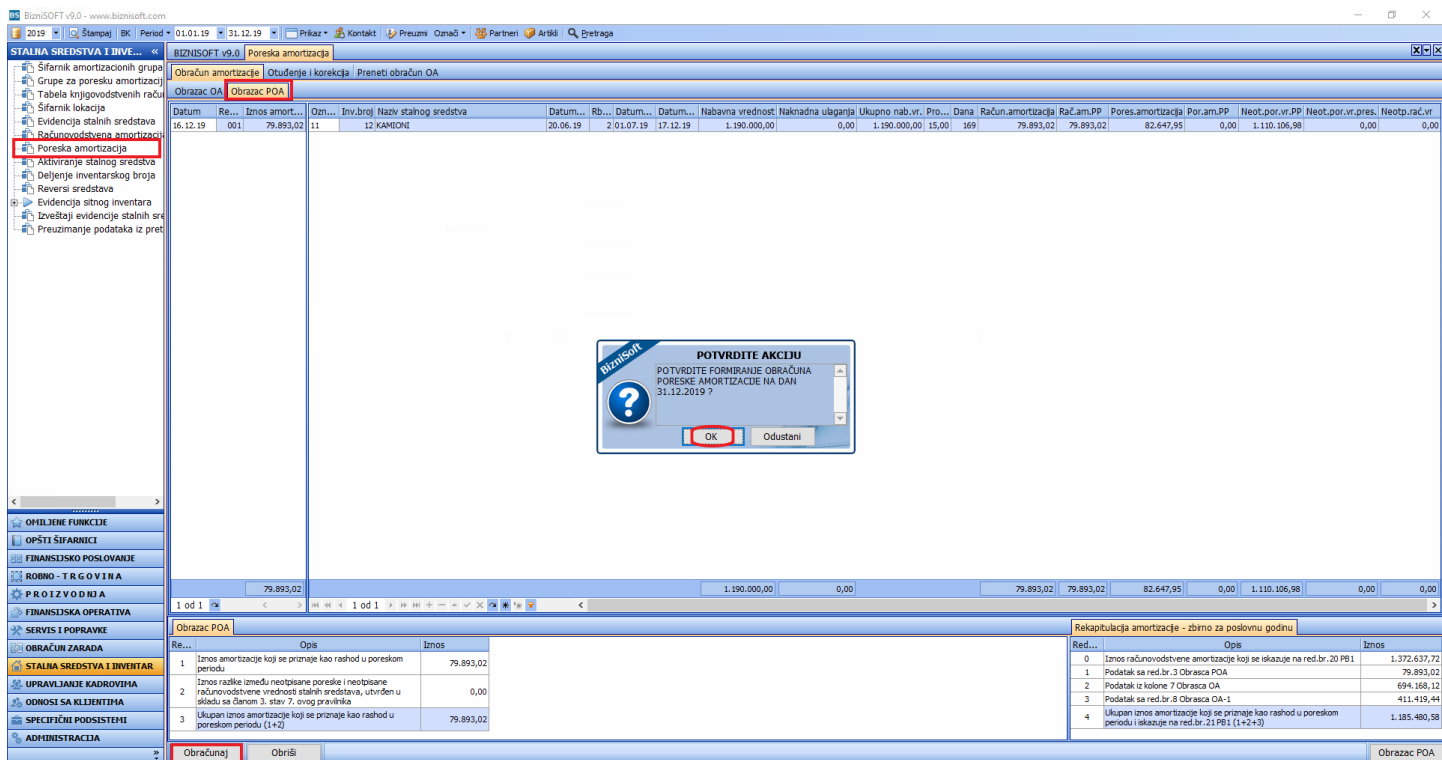 BizniSOFT v9.0 - www.biznisoft.com
2019 Štampaj BK Period 01.01.19 31.12.19 Prikaz Kontakt Preuzmi Označi Partneri Artikli Pretraga
STALNA SREDSTVA I INVE...
Šifarnik amortizacionih grupa
Grupe za poresku amortizacij
Tabela knjigovodstvenih raču
Šifarnik lokacija
Evidencija stalnih sredstava
Računovodstvena amortizacija
Poreska amortizacija
Aktiviranje stalnog sredstva
Deljenje inventarskog broja
Reversi sredstava
Evidencija sitnog inventara
Izveštaji evidencije stalnih sre
Preuzimanje podataka iz pret
OMILJENE FUNKCIJE
OPŠTI ŠIFARNICI
FINANSIJSKO POSLOVANJE
ROBNO - T R G O V I N A
P R O I Z V O D NJ A
FINANSIJSKA OPERATIVA
SERVIS I POPRAVKE
OBRAČUN ZARADA
STALNA SREDSTVA I INVENTAR
UPRAVLJANJE KADROVIMA
ODNOSI SA KLIJENTIMA
SPECIFIČNI PODSISTEMI
ADMINISTRACIJA
BIZNISOFT v9.0 Poreska amortizacija
Obračun amortizacije Otuđenje i korekcja Preneti obračun OA
Obrazac OA Obrazac POA
Datum Re... Iznos amort... Ozn... Inv.broj Naziv stalnog sredstva Datum... Rb... Datum... Datum... Nabavna vrednost Naknadna ulaganja Ukupno nab.vr. Pro... Dana Račun.amortizacija Rač.am.PP Pores.amortizacija Por.am.PP Neot.por.vr.PP Neot.por.vr.pres. Neotp.rać.vr
16.12.19 001 79.893,02 11 12 KAMIONI 20.06.19 2 01.07.19 17.12.19 1.190.000,00 0,00 1.190.000,00 15,00 169 79.893,02 79.893,02 82.647,95 0,00 1.110.106,98 0,00 0,00
BizniSoft
POTVRDITE AKCIJU
POTVRDITE FORMIRANJE OBRAČUNA
PORESKE AMORTIZACIJE NA DAN
31.12.2019 ?
OK Odustani
79.893,02 1.190.000,00 0,00 79.893,02 79.893,02 82.647,95 0,00 1.110.106,98 0,00 0,00
1 od 1 1 od 1
Obrazac POA
Re... Opis Iznos
1 Iznos amortizacije koji se priznaje kao rashod u poreskom
periodu 79.893,02
2 Iznos razlike između neotpisane poreske i neotpisane
računovodstvene vrednosti stalnih sredstava, utvrđen u
skladu sa članom 3. stav 7. ovog pravilnika 0,00
3 Ukupan iznos amortizacije koji se priznaje kao rashod u
poreskom periodu (1+2) 79.893,02
Rekapitulacija amortizacije - zbirno za poslovnu godinu
Red... Opis Iznos
0 Iznos računovodstvene amortizacije koji se iskazuje na red.br.20 PB1 1.372.637,72
1 Podatak sa red.br.3 Obrasca POA 79.893,02
2 Podatak iz kolone 7 Obrasca OA 694.168,12
3 Podatak sa red.br.8 Obrasca OA-1 411.419,44
4 Ukupan iznos amortizacije koji se priznaje kao rashod u poreskom
periodu i iskazuje na red.br.21 PB1 (1+2+3) 1.185.480,58
Obračunaj Obriši Obrazac POA